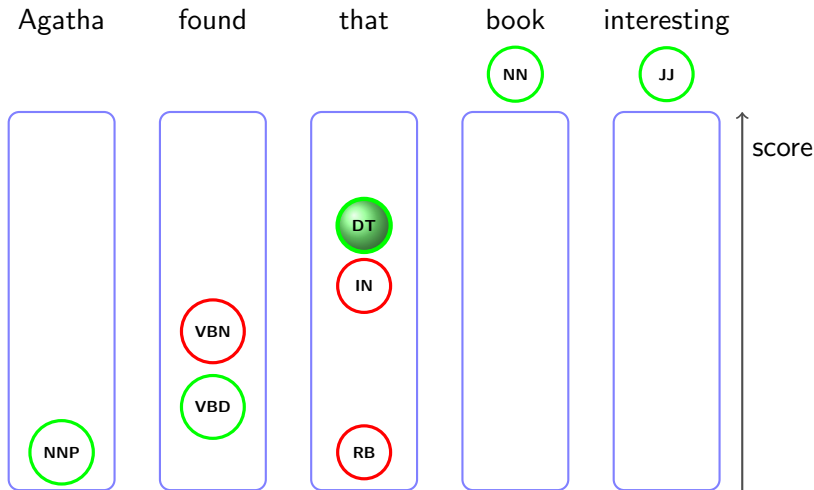 Agatha found that book interesting
NN JJ
score
DT
IN
VBN
VBD
NNP RB